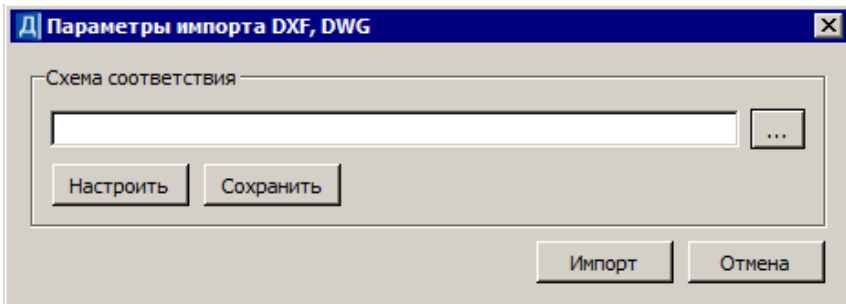 Д Параметры импорта DXF, DWG
Схема соответствия
...
Настроить Сохранить
Импорт Отмена